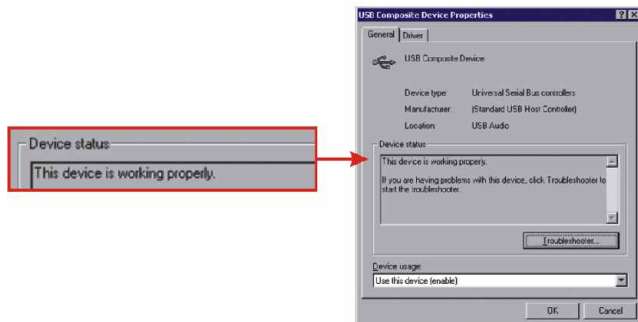 USB Composite Device Properties
General Driver
USB Composite Device
Device type: Universal Serial Bus controllers
Manufacturer: (Standard USB Host Controller)
Location: USB Audio
Device status
This device is working properly.
If you are having problems with this device, click Troubleshooter to
start the troubleshooter.
Troubleshooter...
Device usage:
Use this device (enable)
OK Cancel
Device status
This device is working properly.